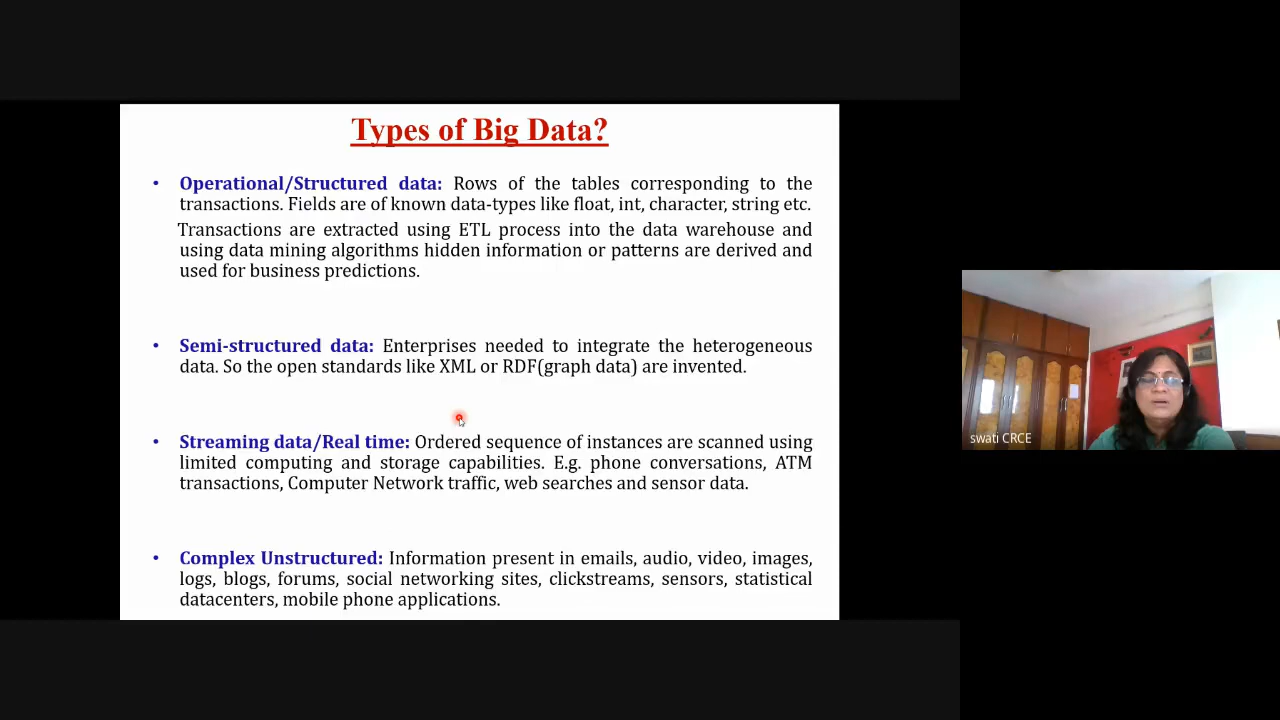 Types of Big Data?
• Operational/Structured data: Rows of the tables corresponding to the
transactions. Fields are of known data-types like float, int, character, string etc.
Transactions are extracted using ETL process into the data warehouse and
using data mining algorithms hidden information or patterns are derived and
used for business predictions.
• Semi-structured data: Enterprises needed to integrate the heterogeneous
data. So the open standards like XML or RDF(graph data) are invented.
• Streaming data/Real time: Ordered sequence of instances are scanned using
limited computing and storage capabilities. E.g. phone conversations, ATM
transactions, Computer Network traffic, web searches and sensor data.
• Complex Unstructured: Information present in emails, audio, video, images,
logs, blogs, forums, social networking sites, clickstreams, sensors, statistical
datacenters, mobile phone applications.
swati CRCE